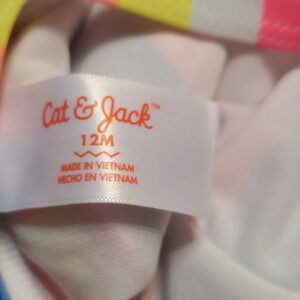 Cat & Jack™
12M
MADE IN VIETNAM
HECHO EN VIETNAM